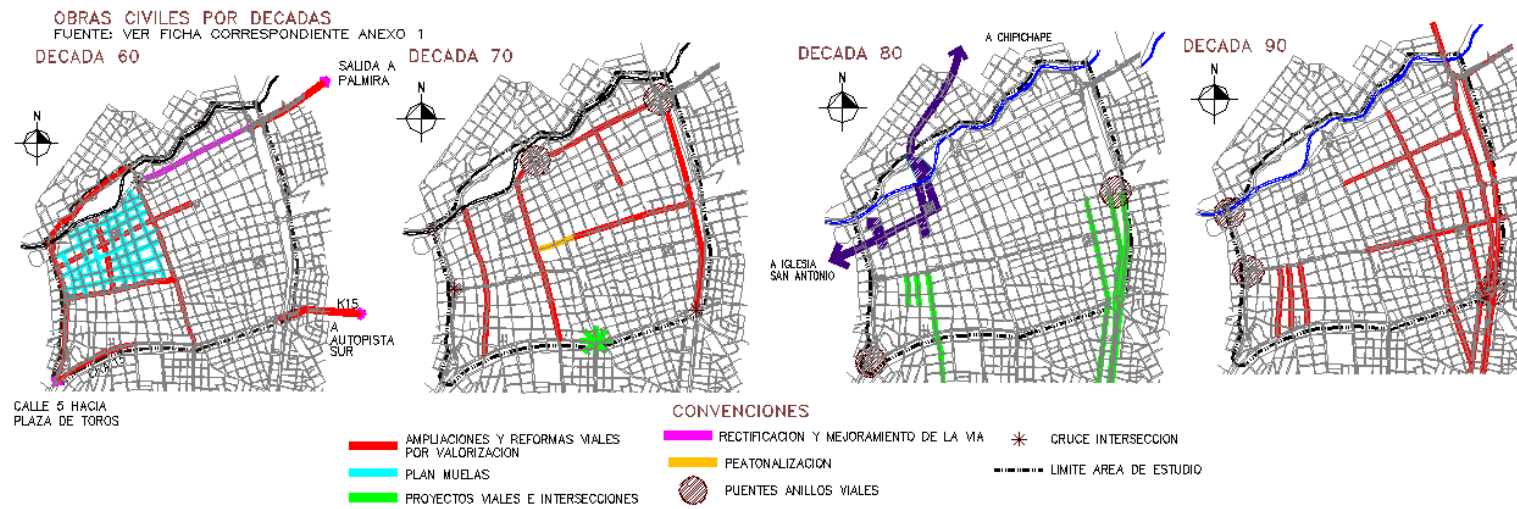 OBRAS CIVILES POR DECADAS
FUENTE: VER FICHA CORRESPONDIENTE ANEXO 1
DECADA 60
SALIDA A
PALMIRA
N
K15
A
AUTOPISTA
SUR
CALLE 5 HACIA
PLAZA DE TOROS
DECADA 70
N
DECADA 80
N
A CHIPICHAPE
A IGLESIA
SAN ANTONIO
DECADA 90
N
CONVENCIONES
AMPLIACIONES Y REFORMAS VIALES
POR VALORIZACION
PLAN MUELAS
PROYECTOS VIALES E INTERSECCIONES
RECTIFICACION Y MEJORAMIENTO DE LA VIA
PEATONALIZACION
PUENTES ANILLOS VIALES
CRUCE INTERSECCION
LIMITE AREA DE ESTUDIO